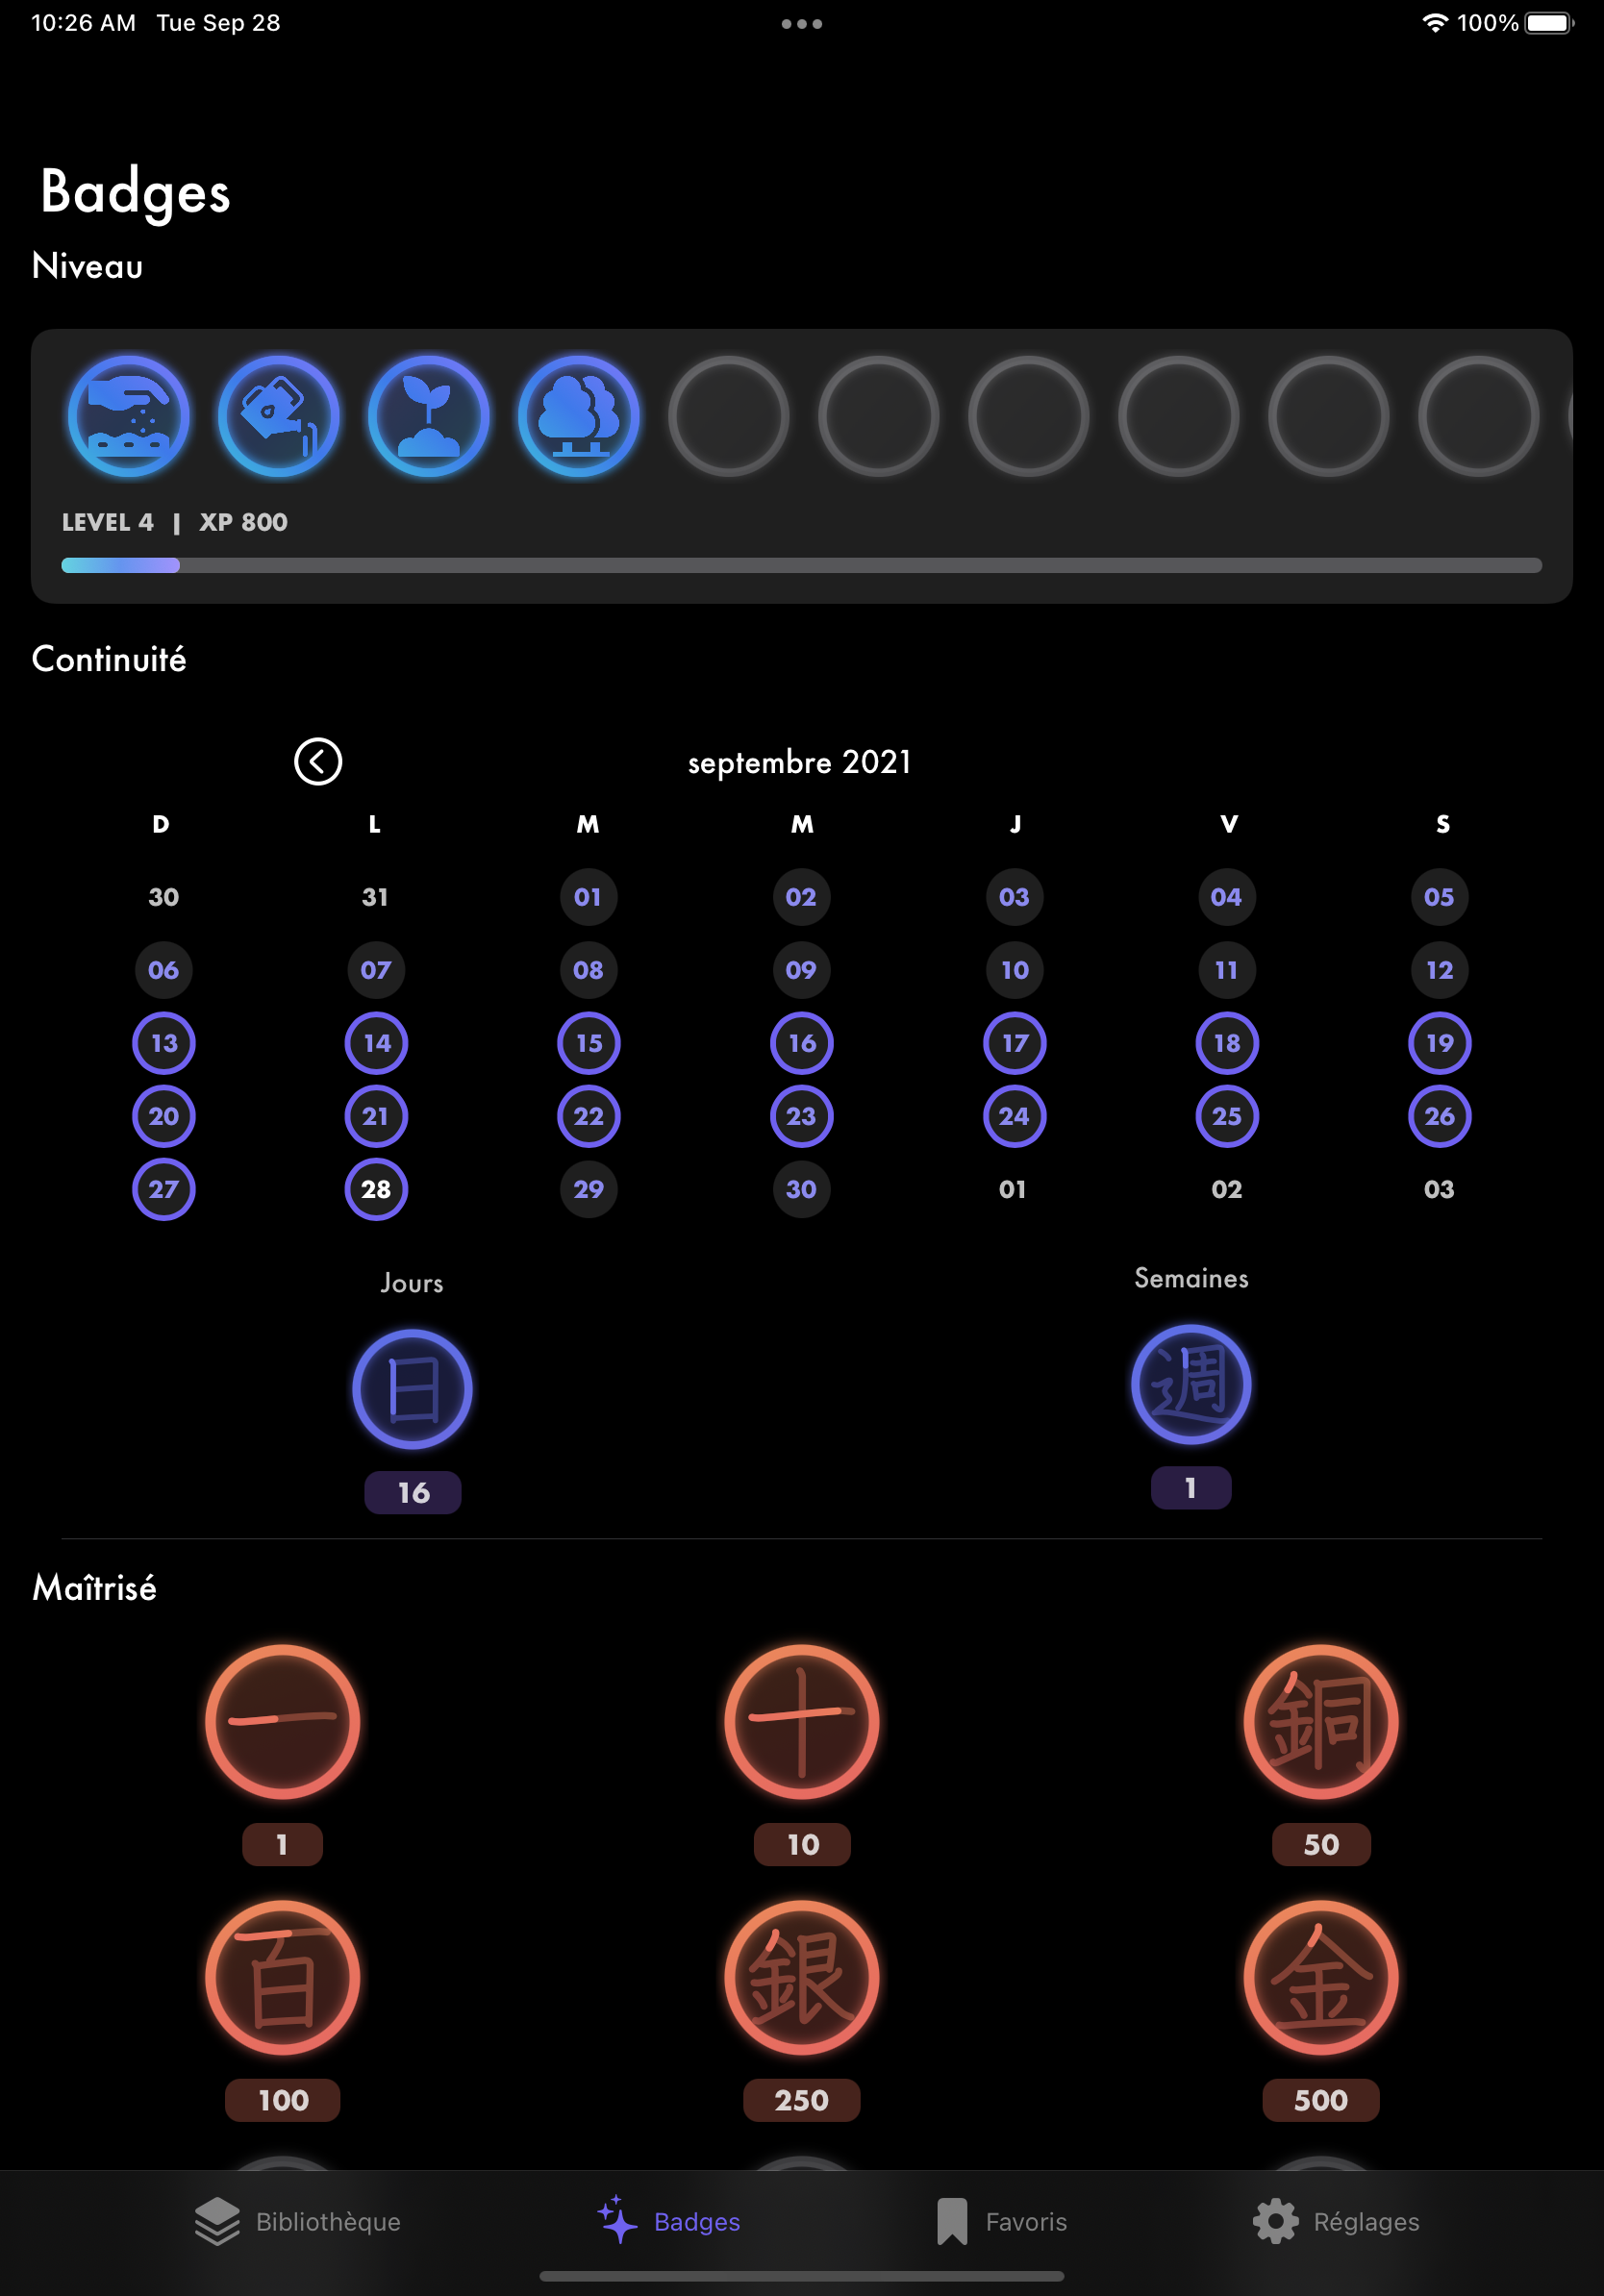 10:26 AM Tue Sep 28 100%
Badges
Niveau
LEVEL 4 | XP 800
Continuité
septembre 2021
D L M M J V S
30 31 01 02 03 04 05
06 07 08 09 10 11 12
13 14 15 16 17 18 19
20 21 22 23 24 25 26
27 28 29 30 01 02 03
Jours Semaines
日 週
16 1
Maîtrisé
一 十 銅
1 10 50
百 銀 金
100 250 500
Bibliothèque Badges Favoris Réglages